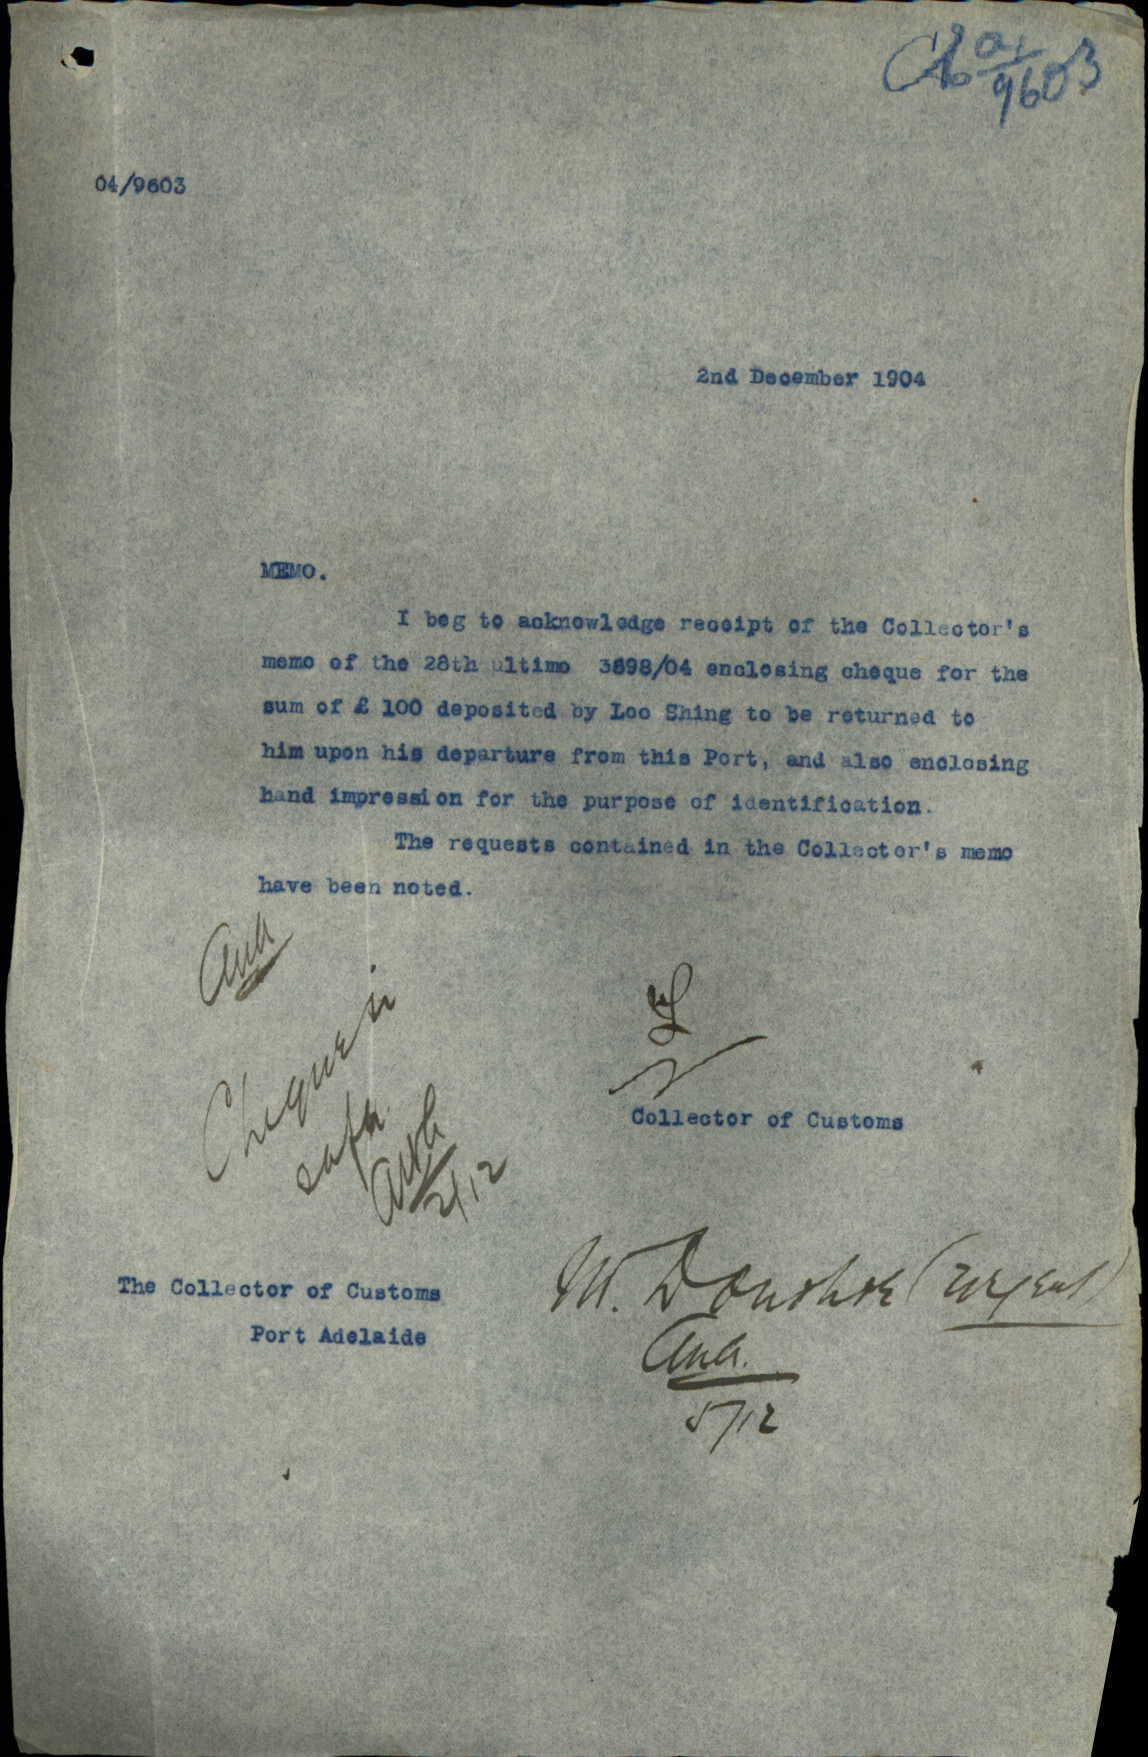 9603
04/9603
2nd December 1904
MEMO.
I beg to acknowledge receipt of the Collector's
memo of the 28th ultimo 3898/04 enclosing cheque for the
sum of £ 100 deposited by Loo Shing to be returned to
him upon his departure from this Port, and also enclosing
hand impression for the purpose of identification.
The requests contained in the Collector's memo
have been noted.
Cheque in
safe
2/12
Collector of Customs
The Collector of Customs
Port Adelaide
(urgent)
5/12